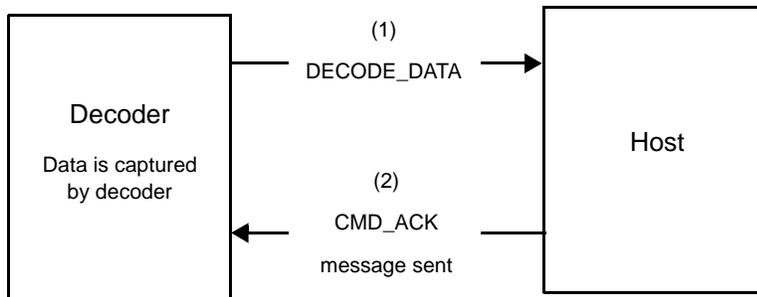 Decoder
Data is captured
by decoder
(1)
DECODE_DATA
(2)
CMD_ACK
message sent
Host